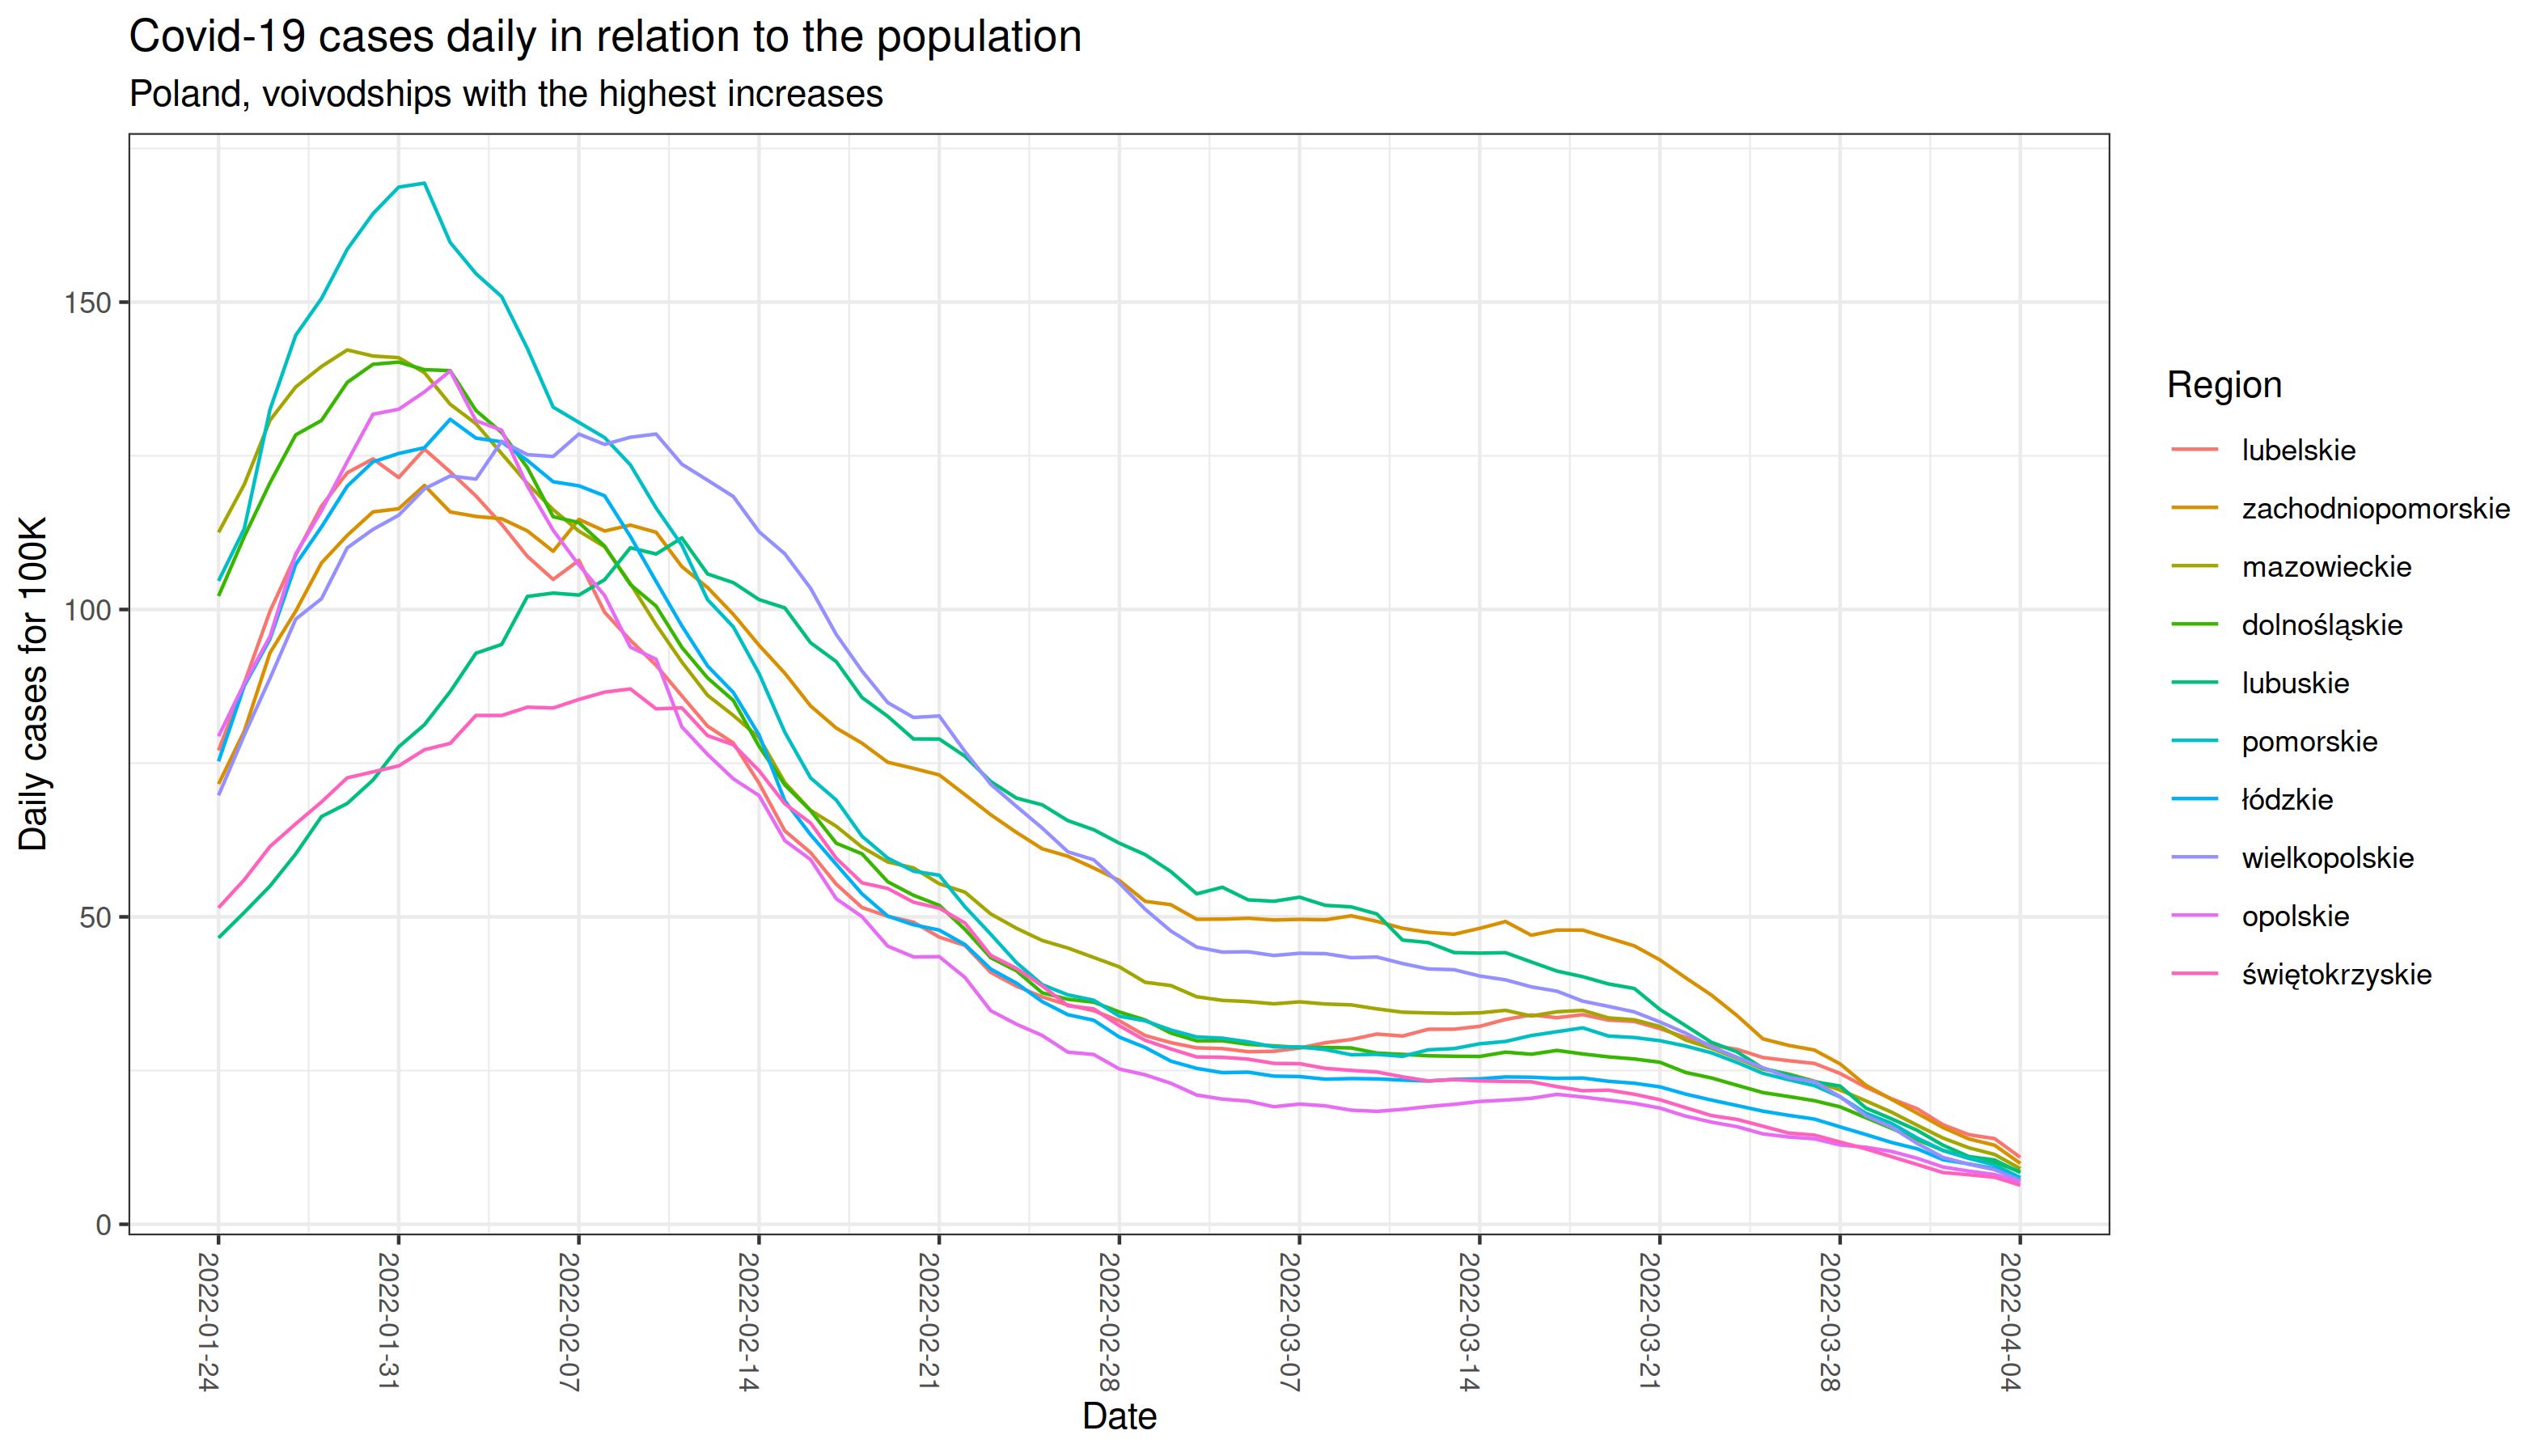 Covid-19 cases daily in relation to the population
Poland, voivodships with the highest increases
Daily cases for 100K
150
100
50
0
2022-01-24
2022-01-31
2022-02-07
2022-02-14
2022-02-21
2022-02-28
2022-03-07
2022-03-14
2022-03-21
2022-03-28
2022-04-04
Date
Region
lubelskie
zachodniopomorskie
mazowieckie
dolnośląskie
lubuskie
pomorskie
łódzkie
wielkopolskie
opolskie
świętokrzyskie